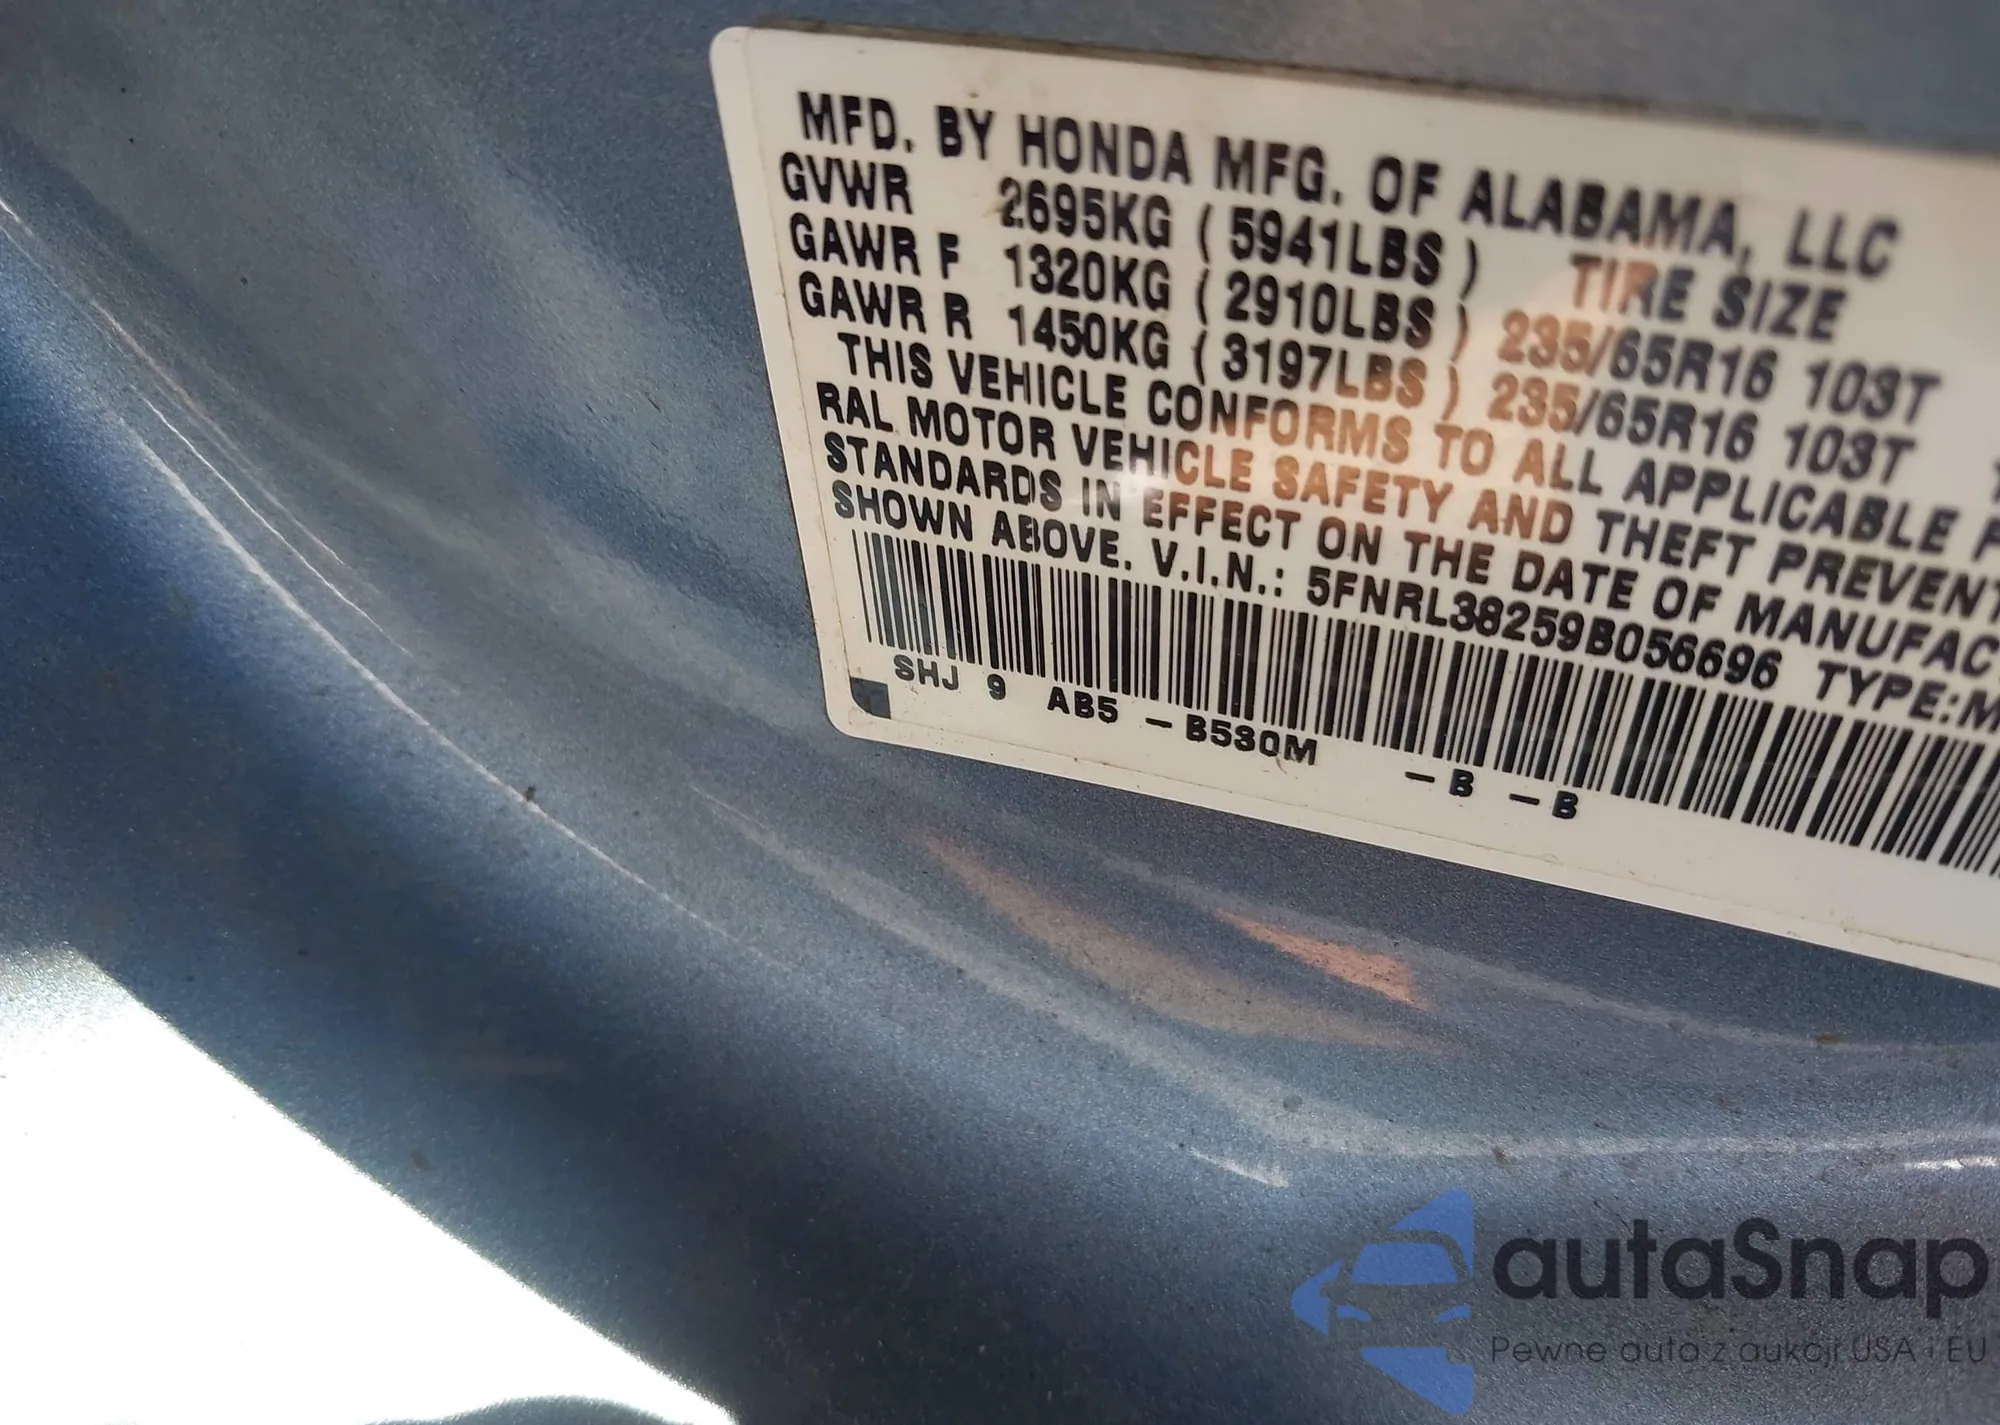 MFD. BY HONDA MFG. OF ALABAMA, LLC
GVWR 2695KG ( 5941LBS ) TIRE SIZE
GAWR F 1320KG ( 2910LBS ) 235/65R16 103T
GAWR R 1450KG ( 3197LBS ) 235/65R16 103T
THIS VEHICLE CONFORMS TO ALL APPLICABLE F
RAL MOTOR VEHICLE SAFETY AND THEFT PREVENT
STANDARDS IN EFFECT ON THE DATE OF MANUFAC
SHOWN ABOVE. V.I.N.: 5FNRL38259B056696 TYPE:M
SHJ 9 AB5 – B530M – B – B
autaSnap
Pewne auta z aukcji USA i EU